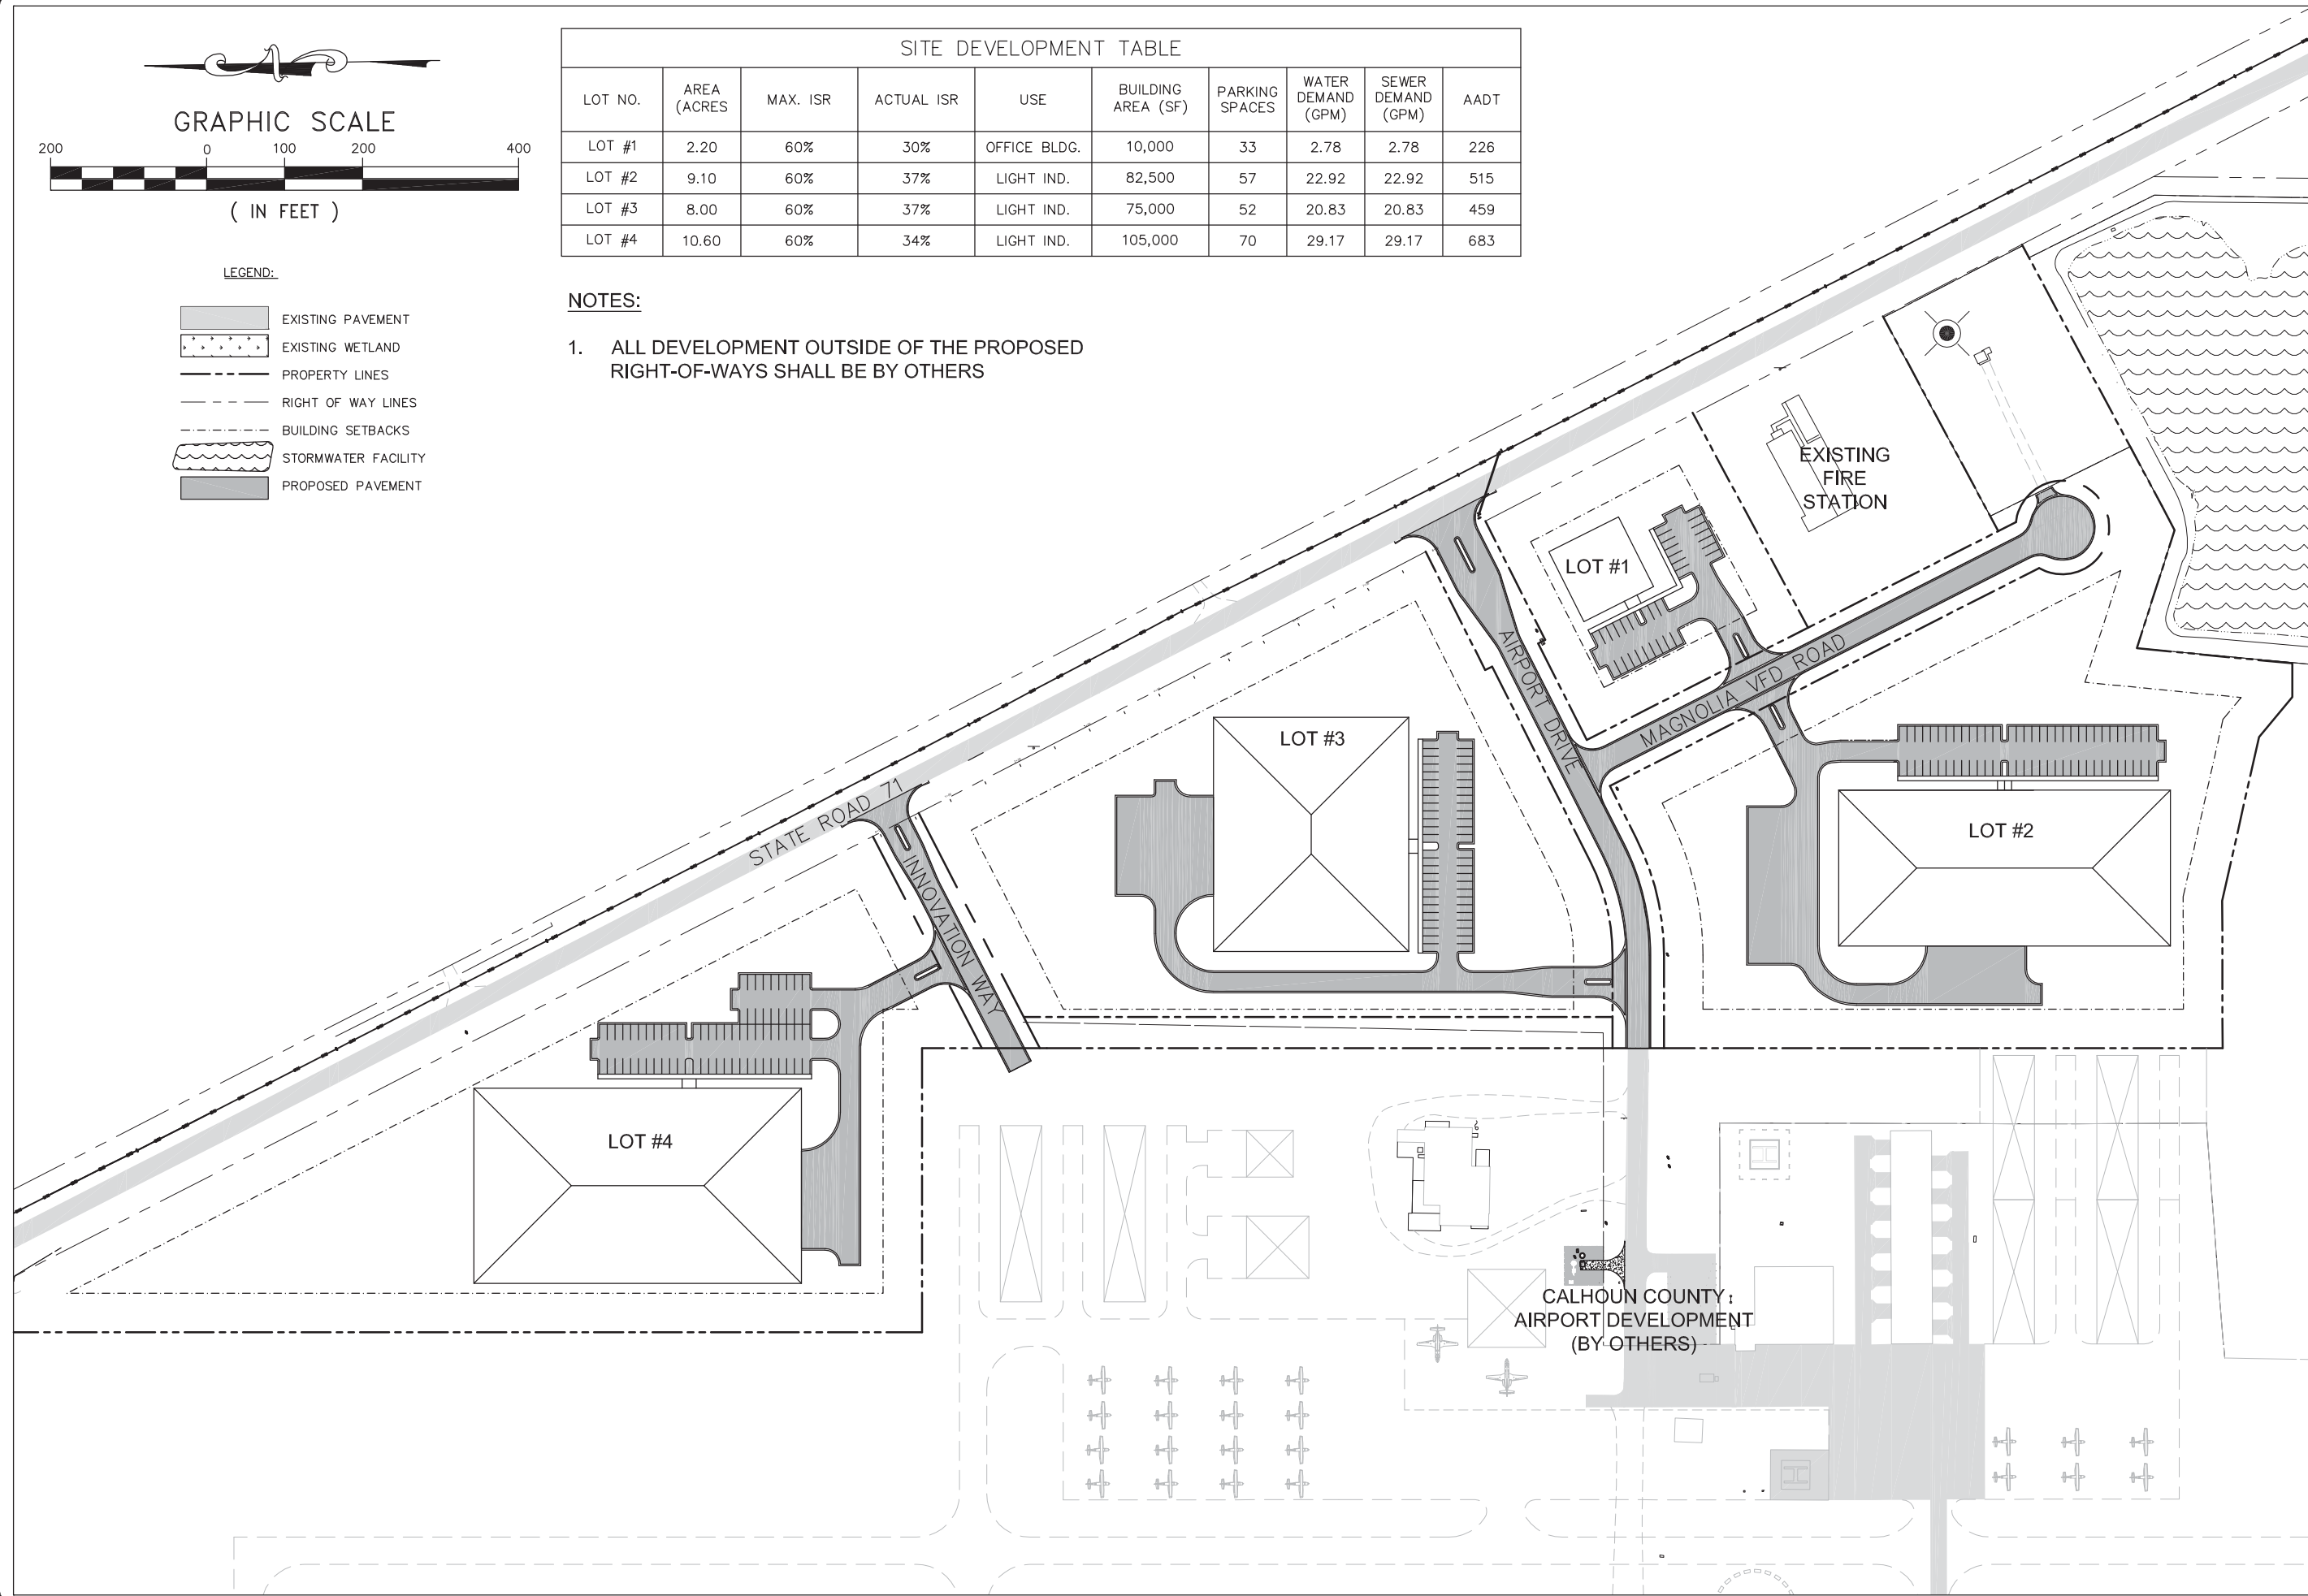 GRAPHIC SCALE
200 0 100 200 400
( IN FEET )
LEGEND:
EXISTING PAVEMENT
EXISTING WETLAND
PROPERTY LINES
RIGHT OF WAY LINES
BUILDING SETBACKS
STORMWATER FACILITY
PROPOSED PAVEMENT
SITE DEVELOPMENT TABLE
LOT NO. AREA (ACRES MAX. ISR ACTUAL ISR USE BUILDING AREA (SF) PARKING SPACES WATER DEMAND (GPM) SEWER DEMAND (GPM) AADT
LOT #1 2.20 60% 30% OFFICE BLDG. 10,000 33 2.78 2.78 226
LOT #2 9.10 60% 37% LIGHT IND. 82,500 57 22.92 22.92 515
LOT #3 8.00 60% 37% LIGHT IND. 75,000 52 20.83 20.83 459
LOT #4 10.60 60% 34% LIGHT IND. 105,000 70 29.17 29.17 683
NOTES:
1. ALL DEVELOPMENT OUTSIDE OF THE PROPOSED
RIGHT-OF-WAYS SHALL BE BY OTHERS
EXISTING
FIRE
STATION
LOT #1
AIRPORT DRIVE
MAGNOLIA VFD ROAD
LOT #3
LOT #2
STATE ROAD 71
INNOVATION WAY
LOT #4
CALHOUN COUNTY
AIRPORT DEVELOPMENT
(BY OTHERS)